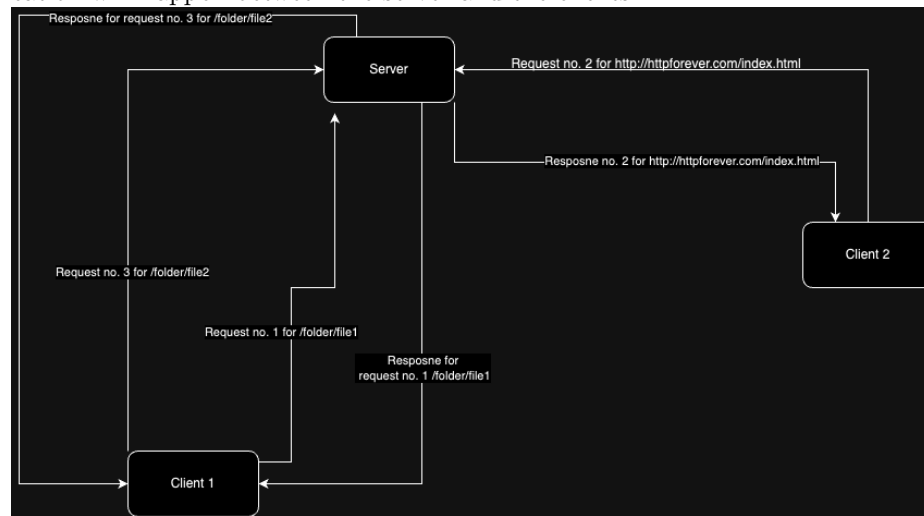 Resposne for request no. 3 for /folder/file2
Server
Request no. 2 for http://httpforever.com/index.html
Resposne no. 2 for http://httpforever.com/index.html
Client 2
Request no. 3 for /folder/file2
Request no. 1 for /folder/file1
Resposne for
request no. 1 /folder/file1
Client 1